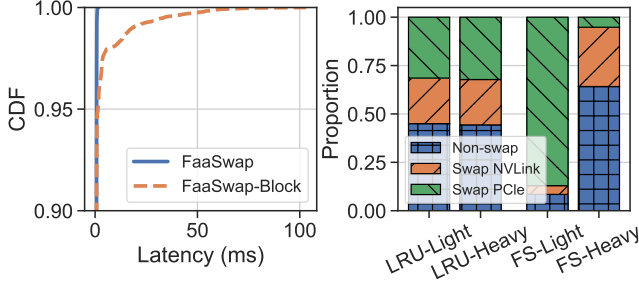 CDF
1.00
0.95
0.90
0
50
100
Latency (ms)
FaaSwap
FaaSwap-Block
Proportion
1.00
0.75
0.50
0.25
0.00
Non-swap
Swap NVLink
Swap PCIe
LRU-Light
LRU-Heavy
FS-Light
FS-Heavy